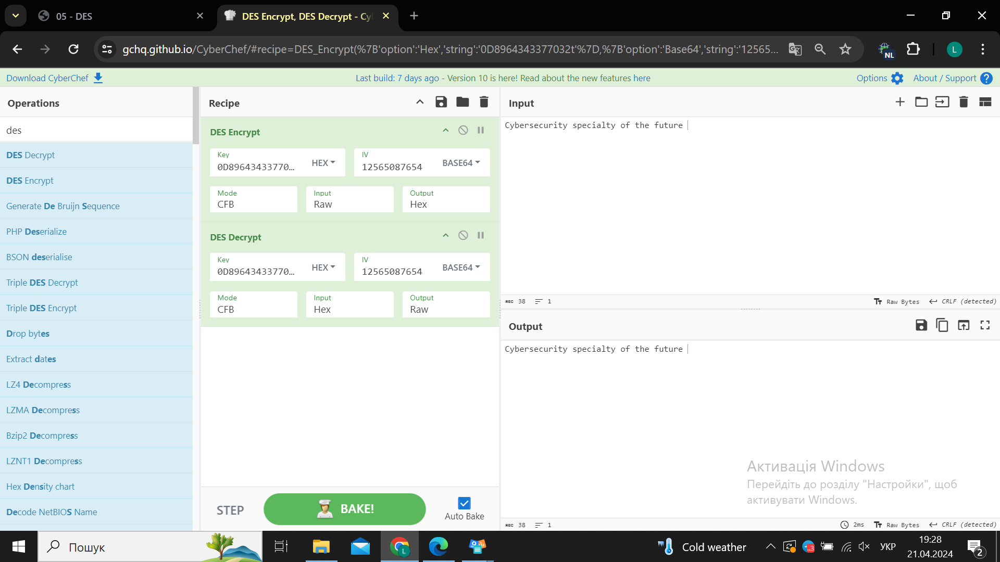 05 - DES
DES Encrypt, DES Decrypt - Cy
gchq.github.io/CyberChef/#recipe=DES_Encrypt(%7B'option':'Hex','string':'0D8964343377032t'%7D,%7B'option':'Base64','string':'12565...
NL
L
Download CyberChef
Last build: 7 days ago - Version 10 is here! Read about the new features here
Options
About / Support
Operations
des
DES Decrypt
DES Encrypt
Generate De Bruijn Sequence
PHP Deserialize
BSON deserialise
Triple DES Decrypt
Triple DES Encrypt
Drop bytes
Extract dates
LZ4 Decompress
LZMA Decompress
Bzip2 Decompress
LZNT1 Decompress
Hex Density chart
Decode NetBIOS Name
Recipe
DES Encrypt
Key
0D89643433770...
HEX
IV
12565087654
BASE64
Mode
CFB
Input
Raw
Output
Hex
DES Decrypt
Key
0D89643433770...
HEX
IV
12565087654
BASE64
Mode
CFB
Input
Hex
Output
Raw
STEP
BAKE!
Auto Bake
Input
Cybersecurity specialty of the future
ABC 38
1
Raw Bytes
CRLF (detected)
Output
Cybersecurity specialty of the future
Активація Windows
Перейдіть до розділу "Настройки", щоб
активувати Windows.
ABC 38
1
2ms
Raw Bytes
CRLF (detected)
Пошук
L
Cold weather
..3
УКР
19:28
21.04.2024
2